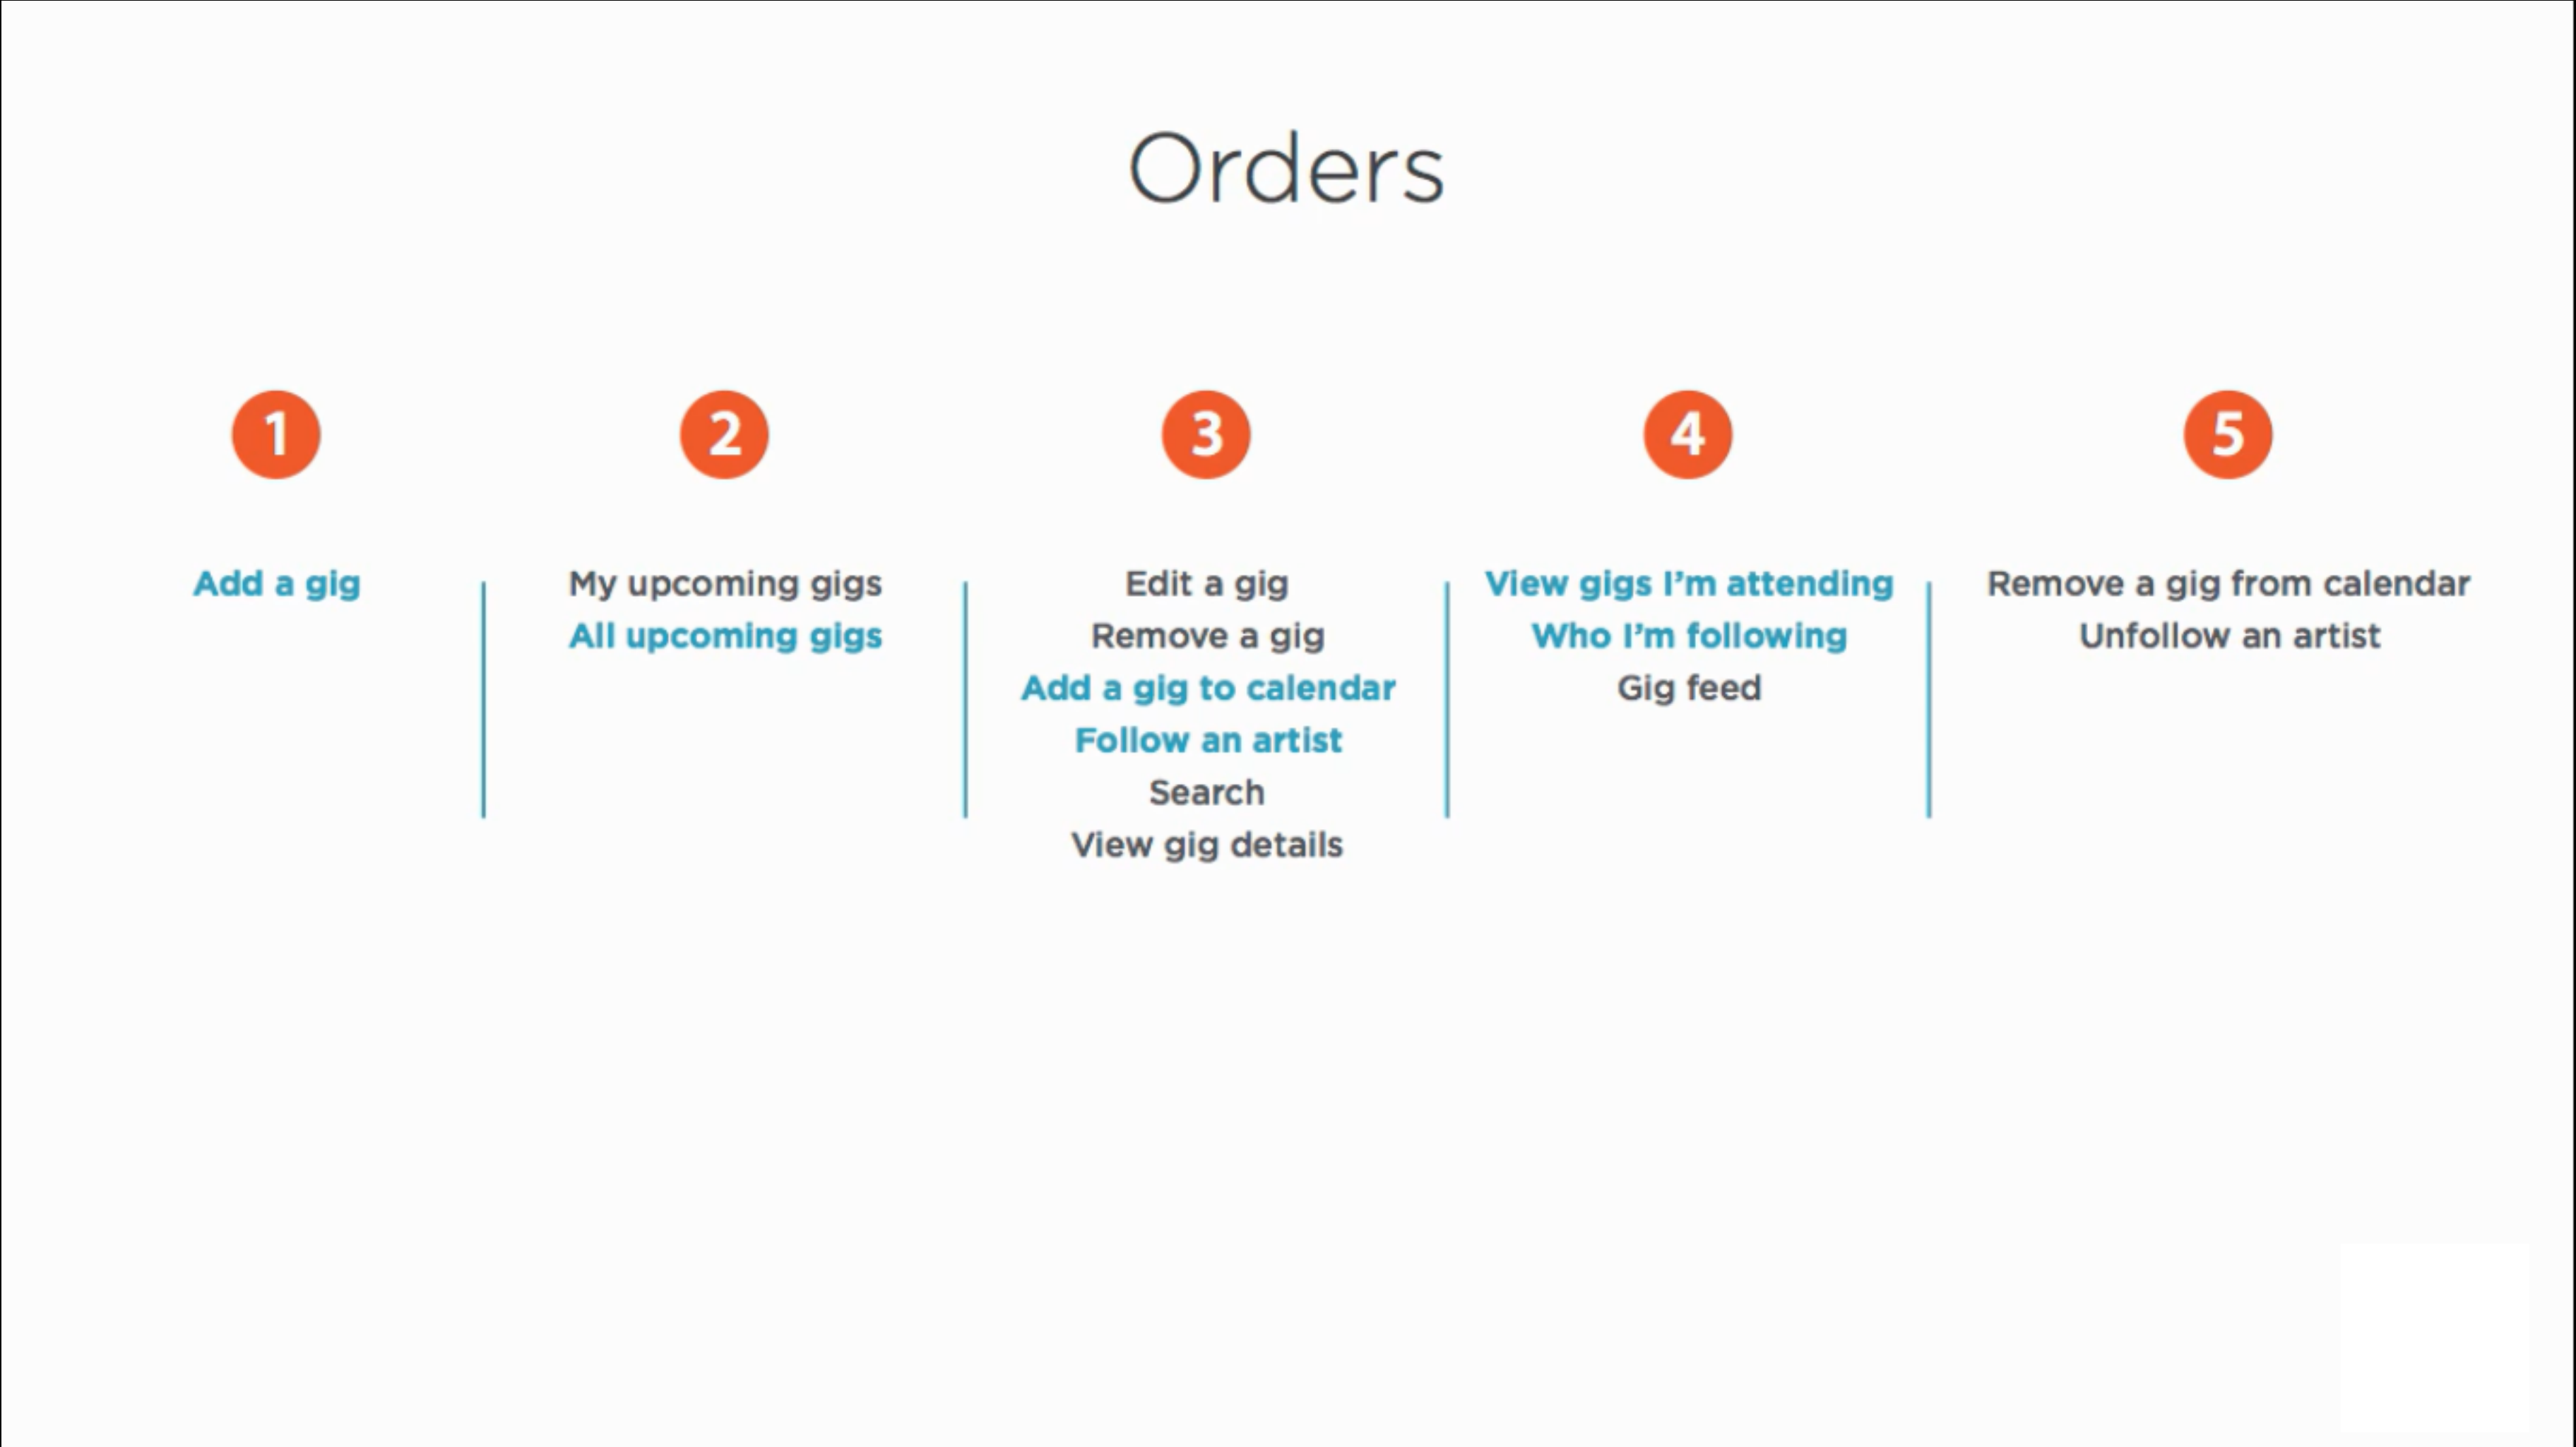 Orders
1
Add a gig
2
My upcoming gigs
All upcoming gigs
3
Edit a gig
Remove a gig
Add a gig to calendar
Follow an artist
Search
View gig details
4
View gigs I'm attending
Who I'm following
Gig feed
5
Remove a gig from calendar
Unfollow an artist